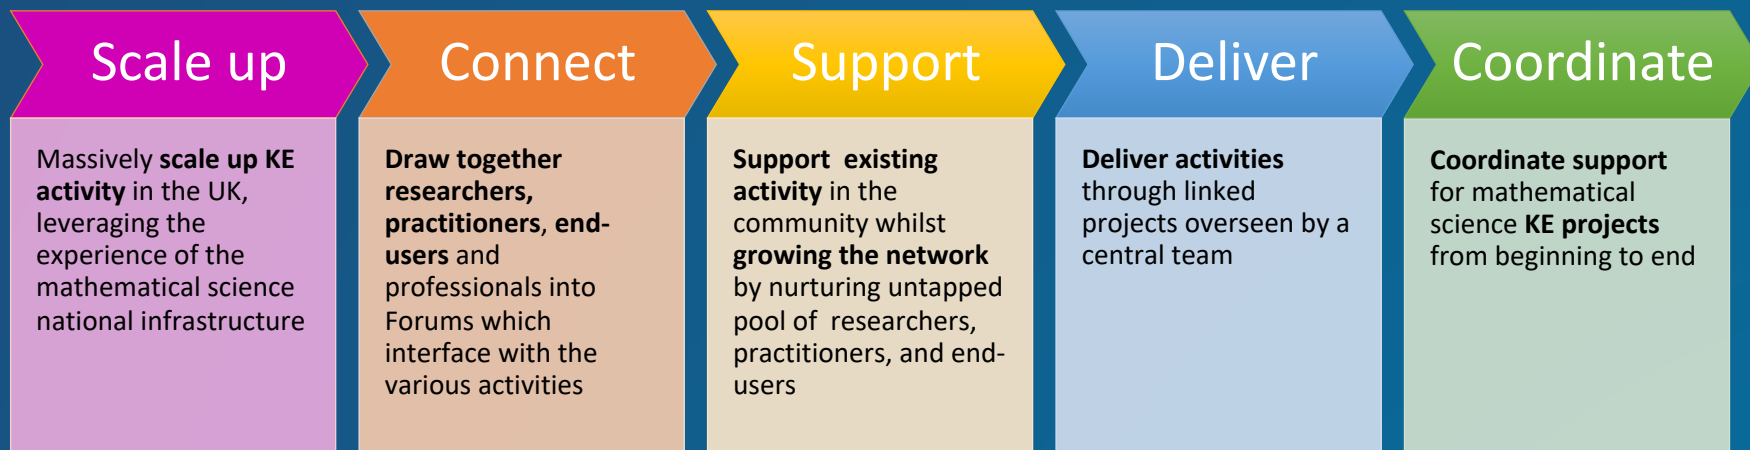 Scale up
Massively scale up KE
activity in the UK,
leveraging the
experience of the
mathematical science
national infrastructure
Connect
Draw together
researchers,
practitioners, end-
users and
professionals into
Forums which
interface with the
various activities
Support
Support  existing
activity in the
community whilst
growing the network
by nurturing untapped
pool of  researchers,
practitioners, and end-
users
Deliver
Deliver activities
through linked
projects overseen by a
central team
Coordinate
Coordinate support
for mathematical
science KE projects
from beginning to end